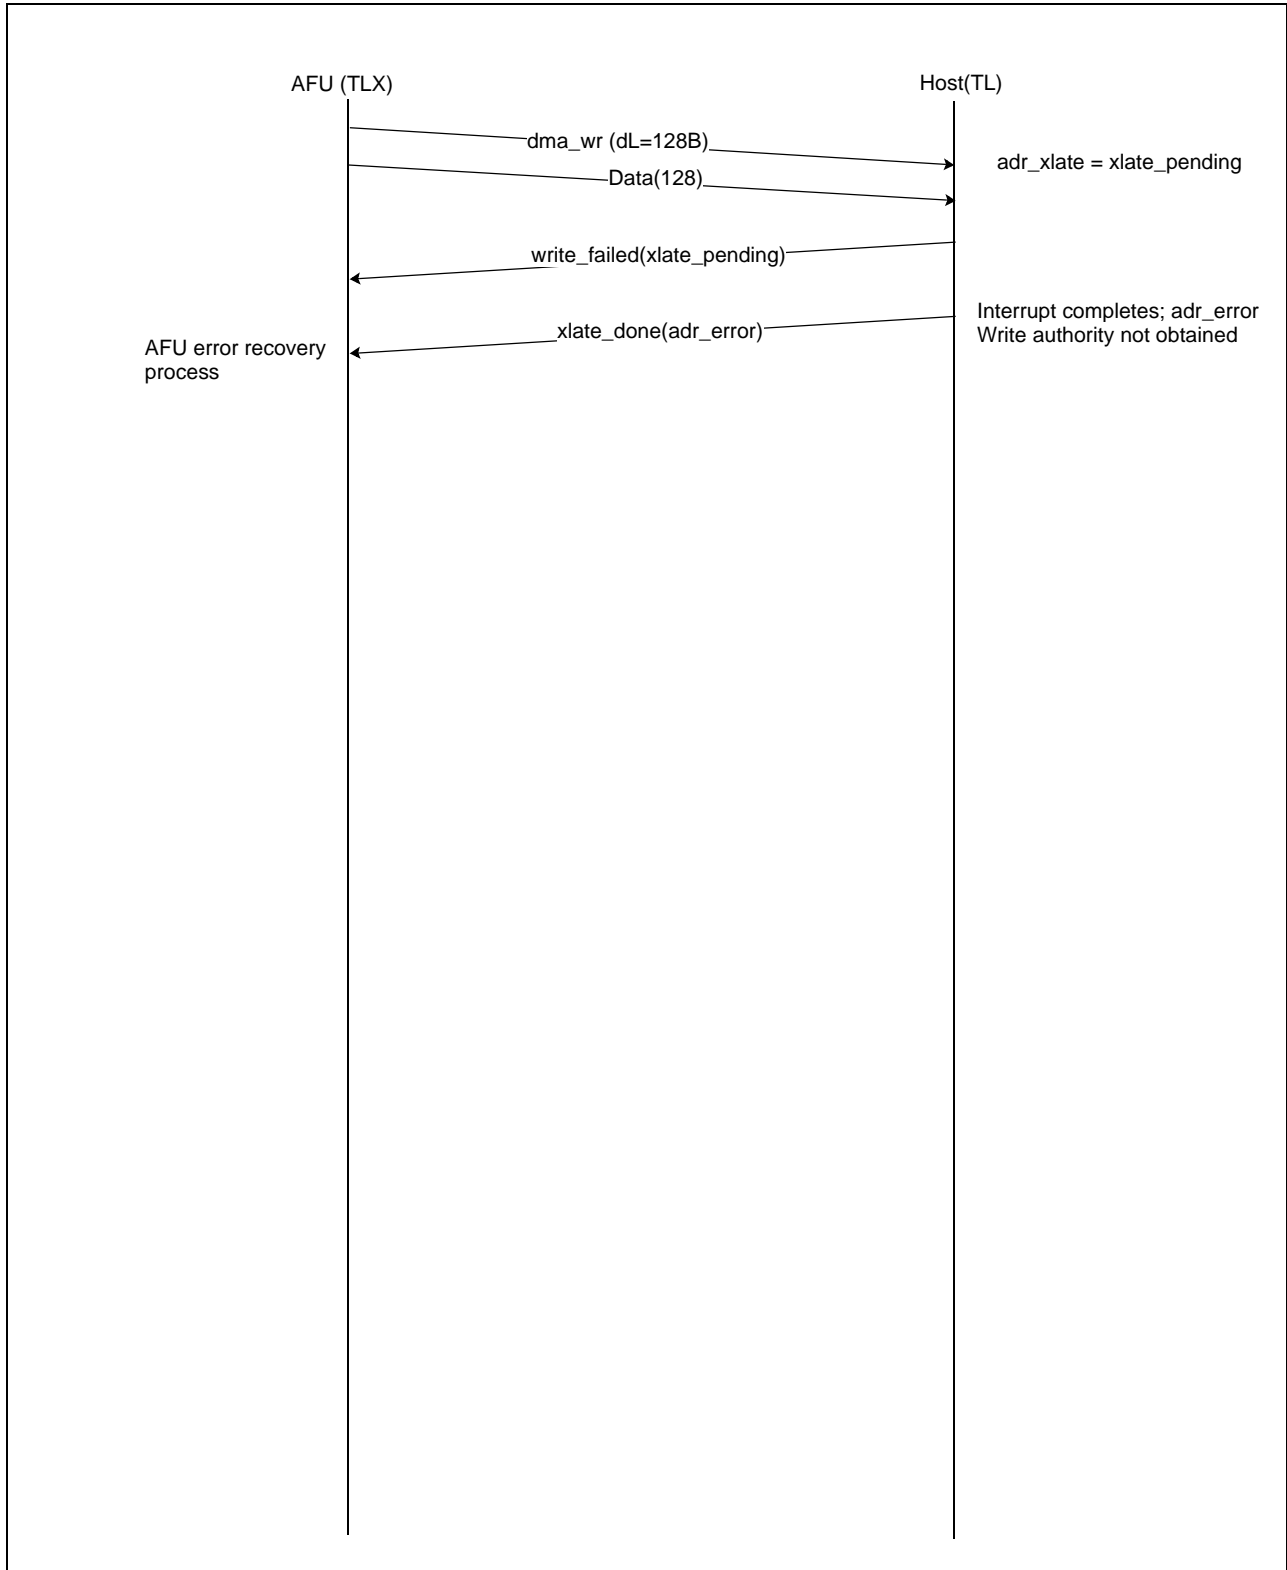 AFU (TLX)
Host(TL)
dma_wr (dL=128B)
adr_xlate = xlate_pending
Data(128)
write_failed(xlate_pending)
Interrupt completes; adr_error
Write authority not obtained
xlate_done(adr_error)
AFU error recovery
process